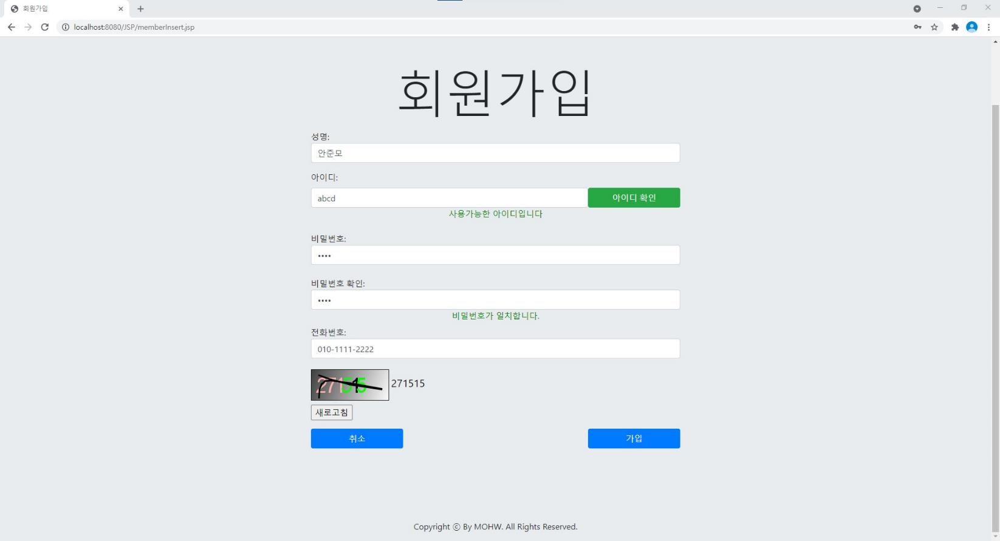 회원가입
localhost:8080/JSP/memberInsert.jsp
회원가입
성명:
안준모
아이디:
abcd
아이디 확인
사용가능한 아이디입니다
비밀번호:
••••
비밀번호 확인:
••••
비밀번호가 일치합니다.
전화번호:
010-1111-2222
271515 271515
새로고침
취소 가입
Copyright ⓒ By MOHW. All Rights Reserved.